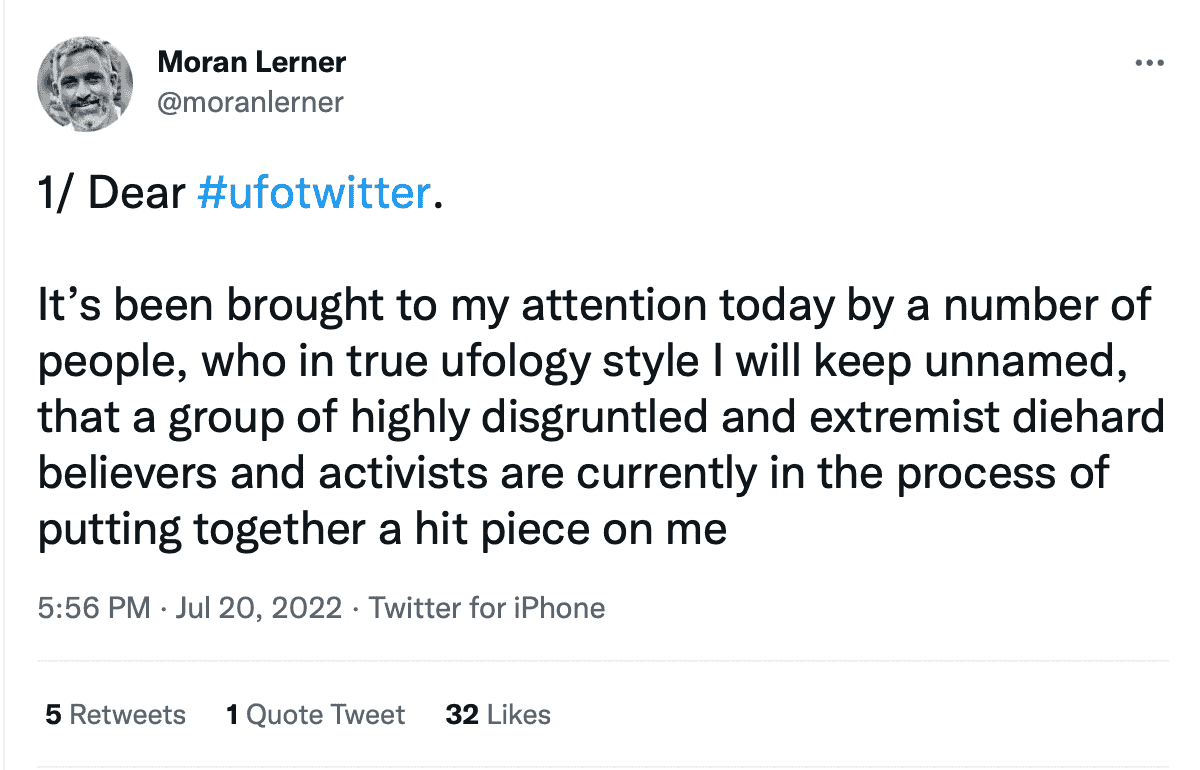 Moran Lerner
@moranlerner
1/ Dear #ufotwitter.
It’s been brought to my attention today by a number of
people, who in true ufology style I will keep unnamed,
that a group of highly disgruntled and extremist diehard
believers and activists are currently in the process of
putting together a hit piece on me
5:56 PM · Jul 20, 2022 · Twitter for iPhone
5 Retweets 1 Quote Tweet 32 Likes